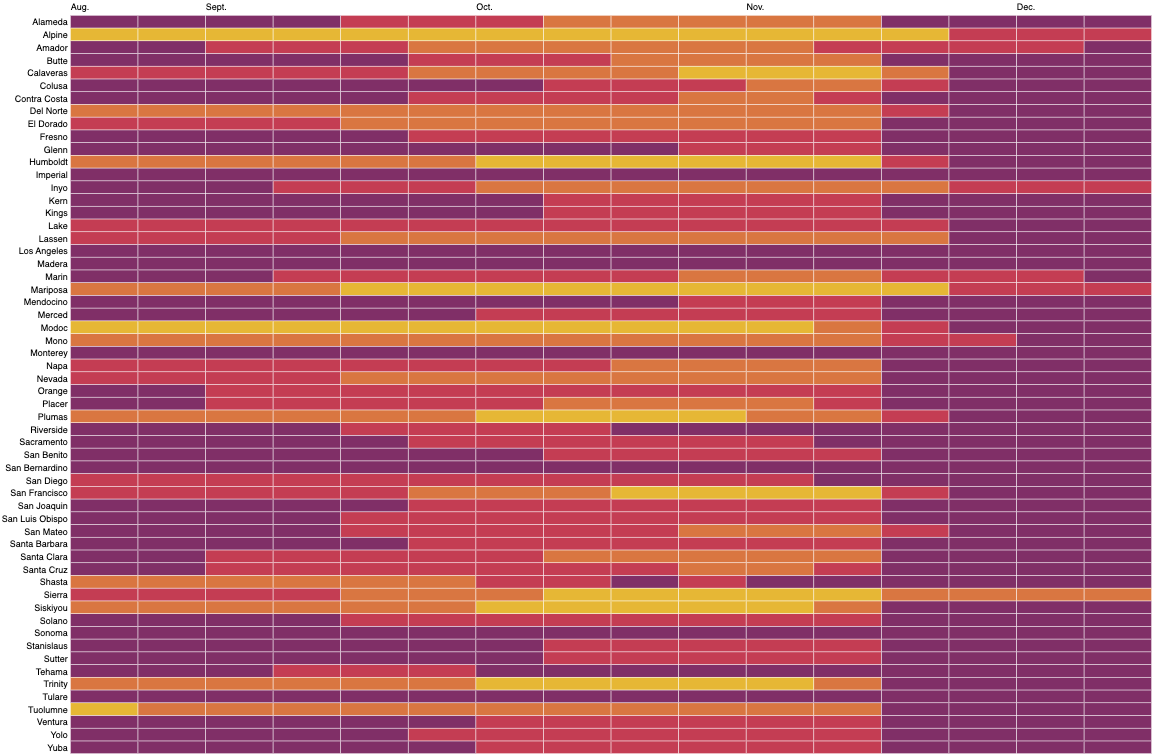 Aug. Sept. Oct. Nov. Dec.
Alameda
Alpine
Amador
Butte
Calaveras
Colusa
Contra Costa
Del Norte
El Dorado
Fresno
Glenn
Humboldt
Imperial
Inyo
Kern
Kings
Lake
Lassen
Los Angeles
Madera
Marin
Mariposa
Mendocino
Merced
Modoc
Mono
Monterey
Napa
Nevada
Orange
Placer
Plumas
Riverside
Sacramento
San Benito
San Bernardino
San Diego
San Francisco
San Joaquin
San Luis Obispo
San Mateo
Santa Barbara
Santa Clara
Santa Cruz
Shasta
Sierra
Siskiyou
Solano
Sonoma
Stanislaus
Sutter
Tehama
Trinity
Tulare
Tuolumne
Ventura
Yolo
Yuba